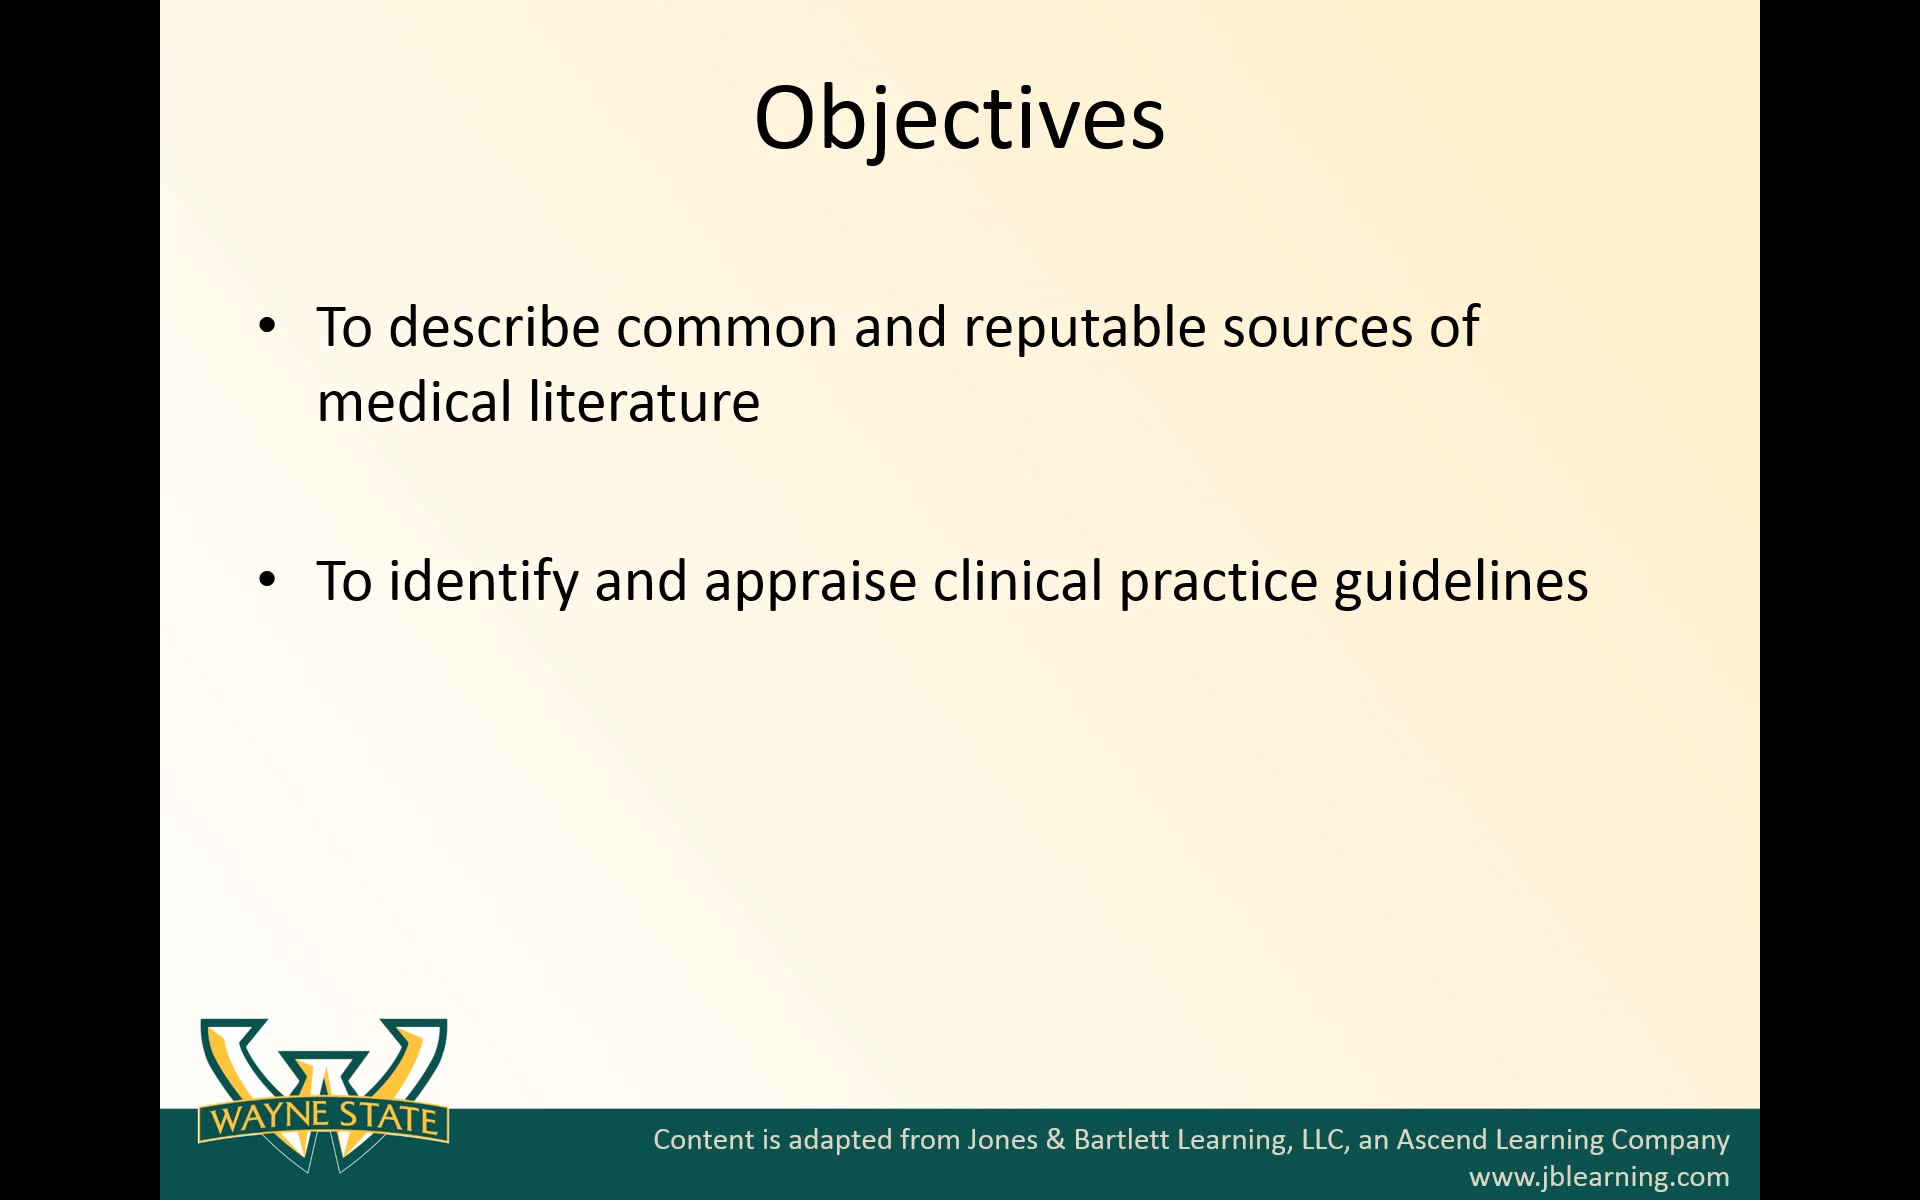 Objectives
• To describe common and reputable sources of
medical literature
• To identify and appraise clinical practice guidelines
WAYNE STATE
Content is adapted from Jones & Bartlett Learning, LLC, an Ascend Learning Company
www.jblearning.com